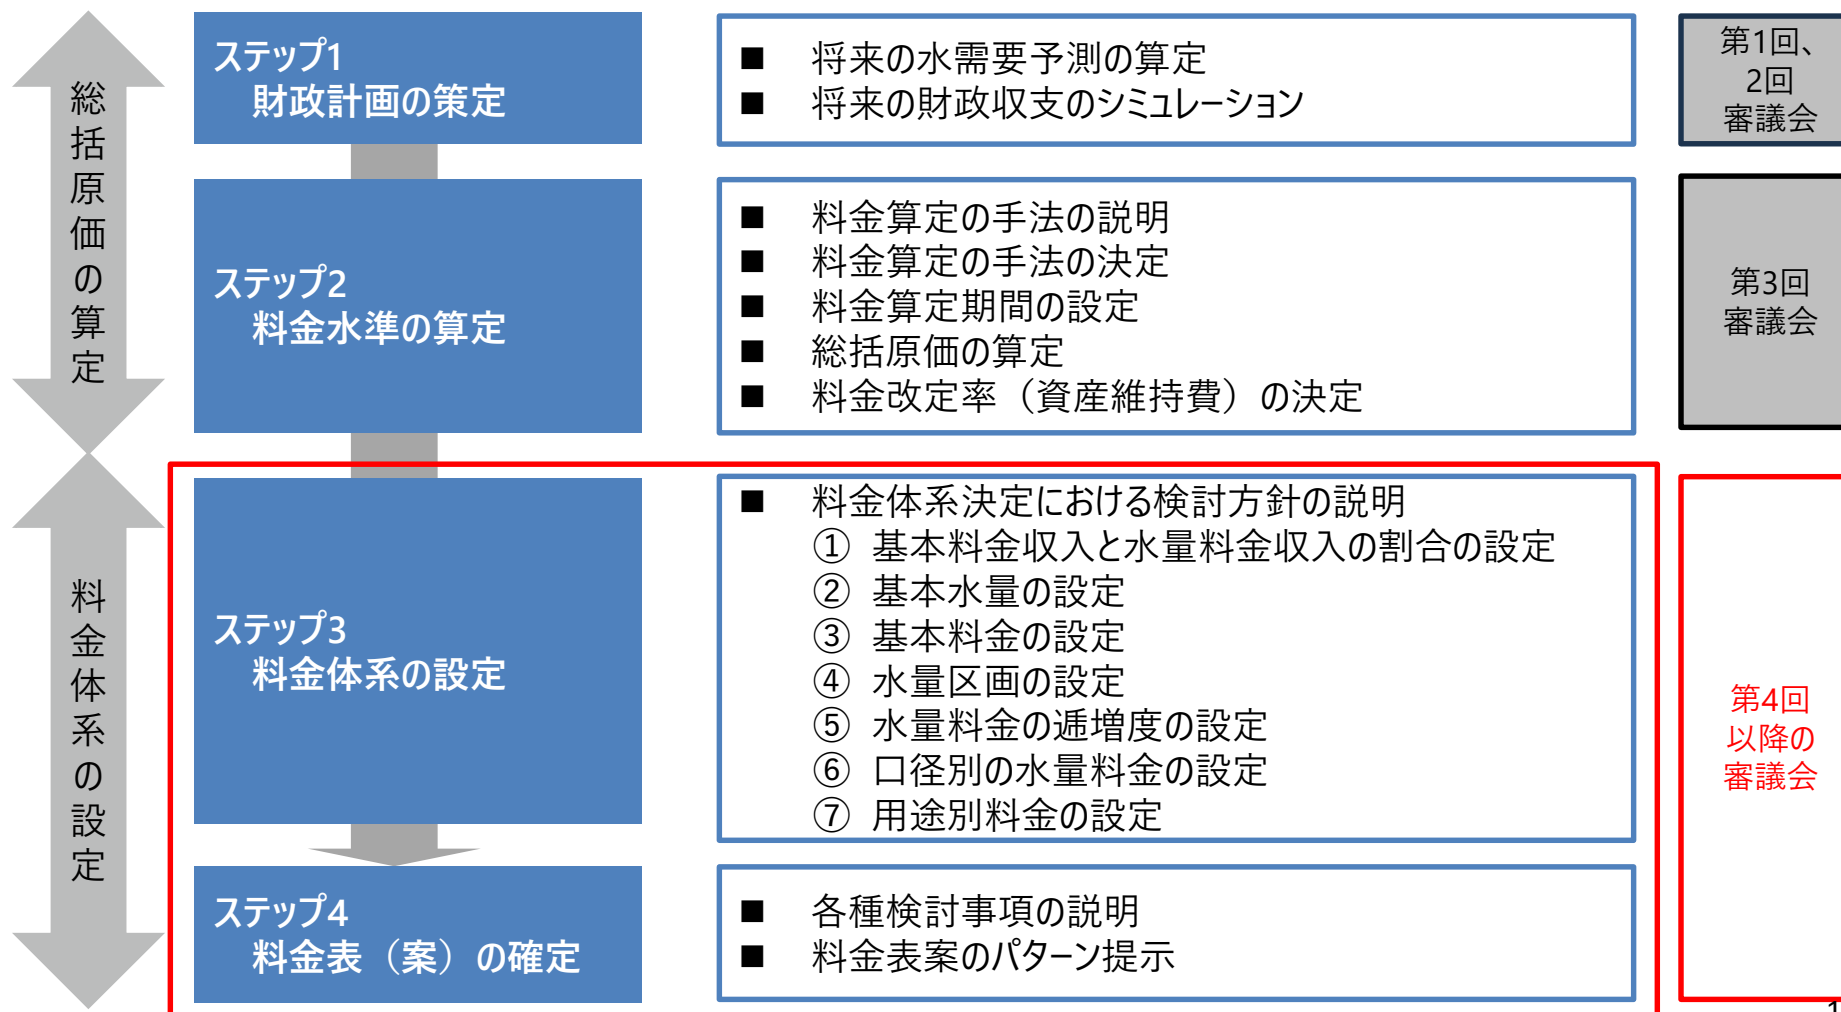 総括原価の算定
ステップ1
財政計画の策定
■ 将来の水需要予測の算定
■ 将来の財政収支のシミュレーション
第1回、
2回
審議会
ステップ2
料金水準の算定
■ 料金算定の手法の説明
■ 料金算定の手法の決定
■ 料金算定期間の設定
■ 総括原価の算定
■ 料金改定率（資産維持費）の決定
第3回
審議会
料金体系の設定
ステップ3
料金体系の設定
■ 料金体系決定における検討方針の説明
① 基本料金収入と水量料金収入の割合の設定
② 基本水量の設定
③ 基本料金の設定
④ 水量区画の設定
⑤ 水量料金の逓増度の設定
⑥ 口径別の水量料金の設定
⑦ 用途別料金の設定
第4回
以降の
審議会
ステップ4
料金表（案）の確定
■ 各種検討事項の説明
■ 料金表案のパターン提示